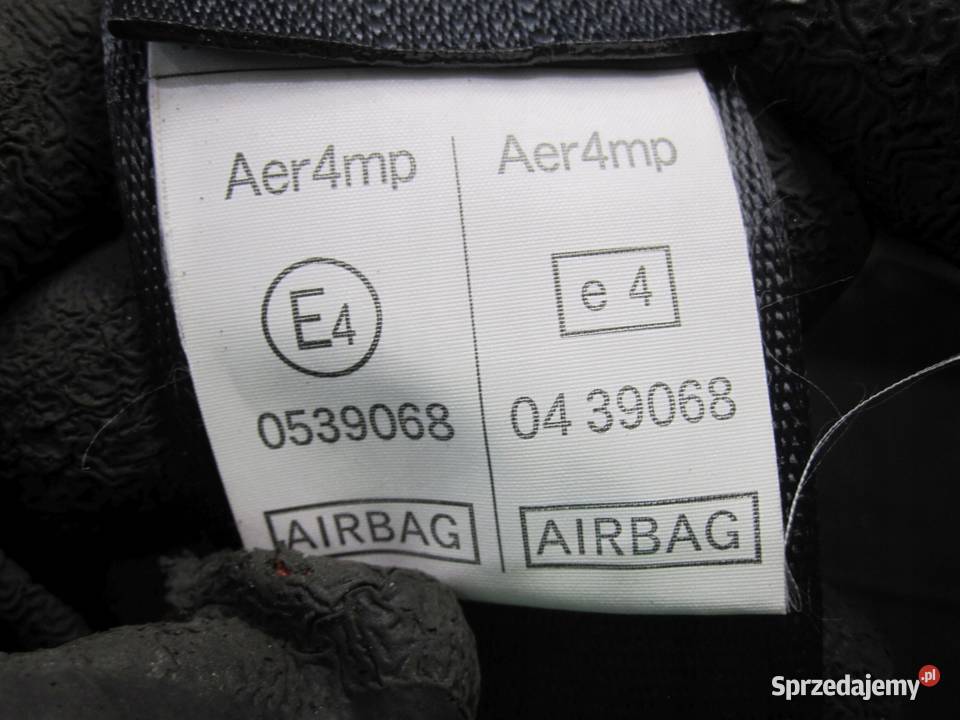 Aer4mp
E4
0539068
AIRBAG
Aer4mp
e 4
04 39068
AIRBAG
Sprzedajemy.pl